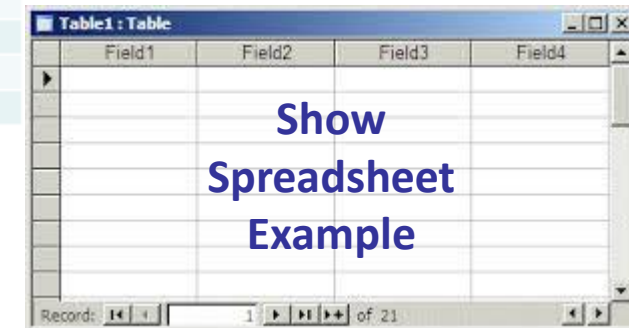 Table1 : Table
Field1 Field2 Field3 Field4
Show
Spreadsheet
Example
Record: 1 of 21